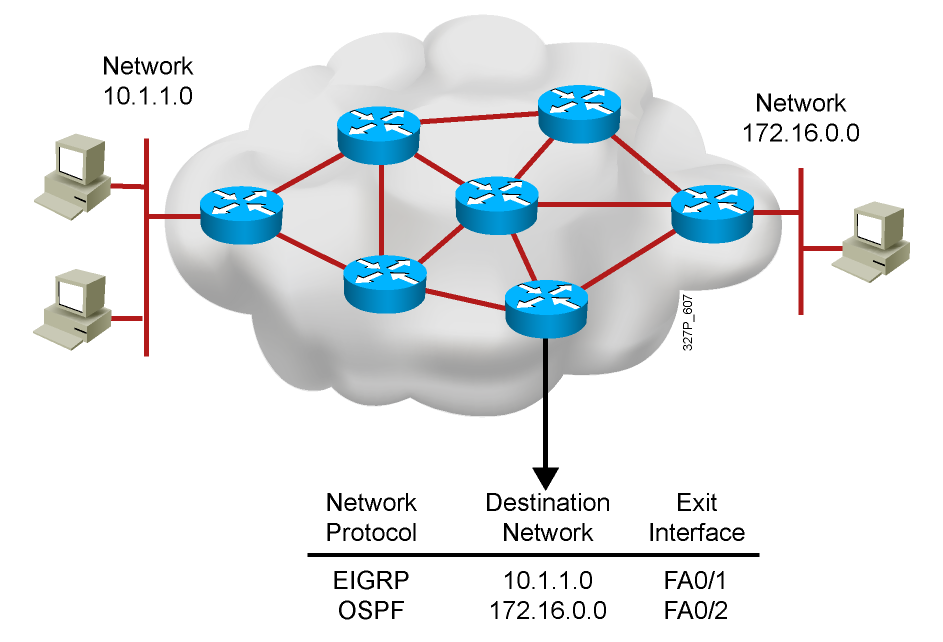 Network
10.1.1.0
Network
172.16.0.0
327P_607
Network Destination Exit
Protocol Network Interface
EIGRP 10.1.1.0 FA0/1
OSPF 172.16.0.0 FA0/2